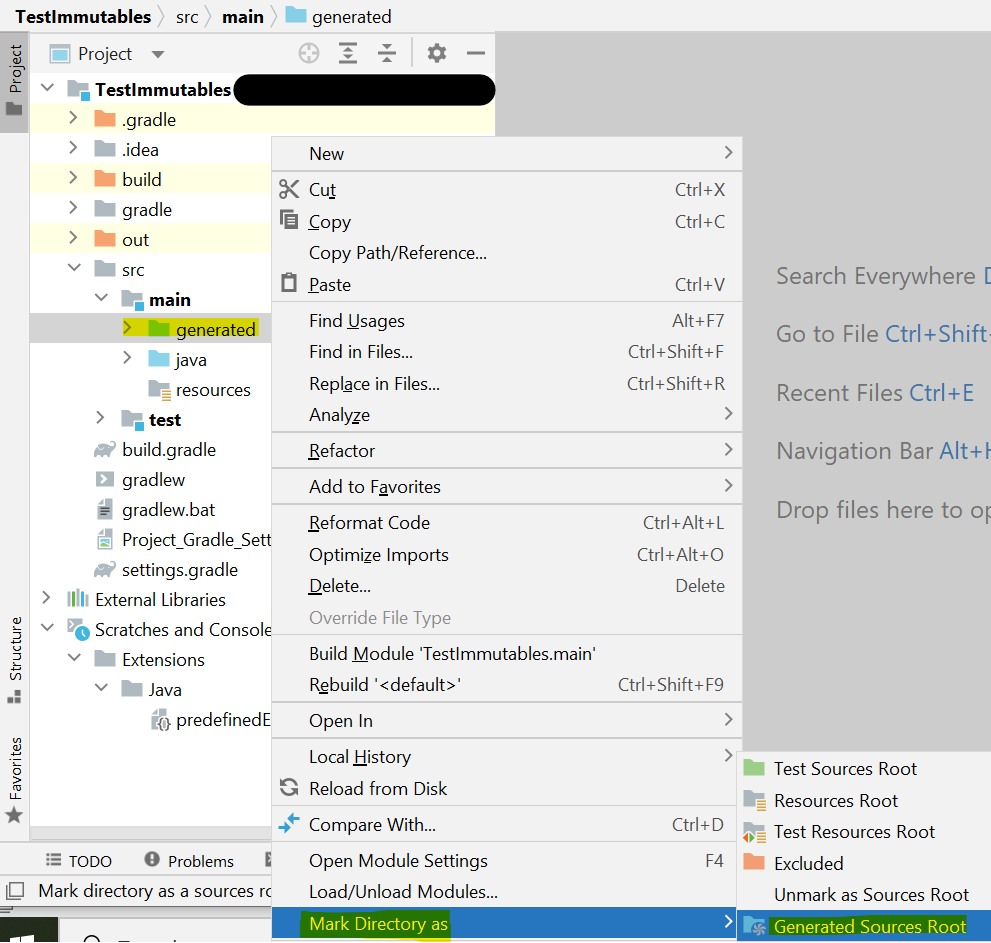 TestImmutables src main generated
Project
Project
TestImmutables
.gradle
.idea
build
gradle
out
src
main
generated
java
resources
test
build.gradle
gradlew
gradlew.bat
Project_Gradle_Sett
settings.gradle
External Libraries
Scratches and Console
Extensions
Java
predefinedE
Structure
Favorites
New
Cut Ctrl+X
Copy Ctrl+C
Copy Path/Reference...
Paste Ctrl+V
Find Usages Alt+F7
Find in Files... Ctrl+Shift+F
Replace in Files... Ctrl+Shift+R
Analyze
Refactor
Add to Favorites
Reformat Code Ctrl+Alt+L
Optimize Imports Ctrl+Alt+O
Delete... Delete
Override File Type
Build Module 'TestImmutables.main'
Rebuild '<default>' Ctrl+Shift+F9
Open In
Local History
Reload from Disk
Compare With... Ctrl+D
Open Module Settings F4
Load/Unload Modules...
Mark Directory as
Test Sources Root
Resources Root
Test Resources Root
Excluded
Unmark as Sources Root
Generated Sources Root
Search Everywhere
Go to File Ctrl+Shift+
Recent Files Ctrl+E
Navigation Bar Alt+H
Drop files here to op
TODO Problems
Mark directory as a sources ro